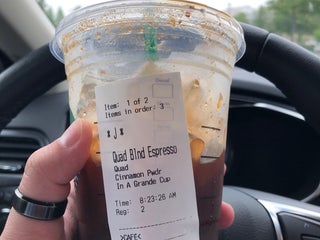 Item: 1 of 2
Items in order: 3
* J *
Quad Blnd Espresso
Quad
Cinnamon Pwdr
In A Grande Cup
Time: 8:23:26 AM
Reg: 2
>CAFE<